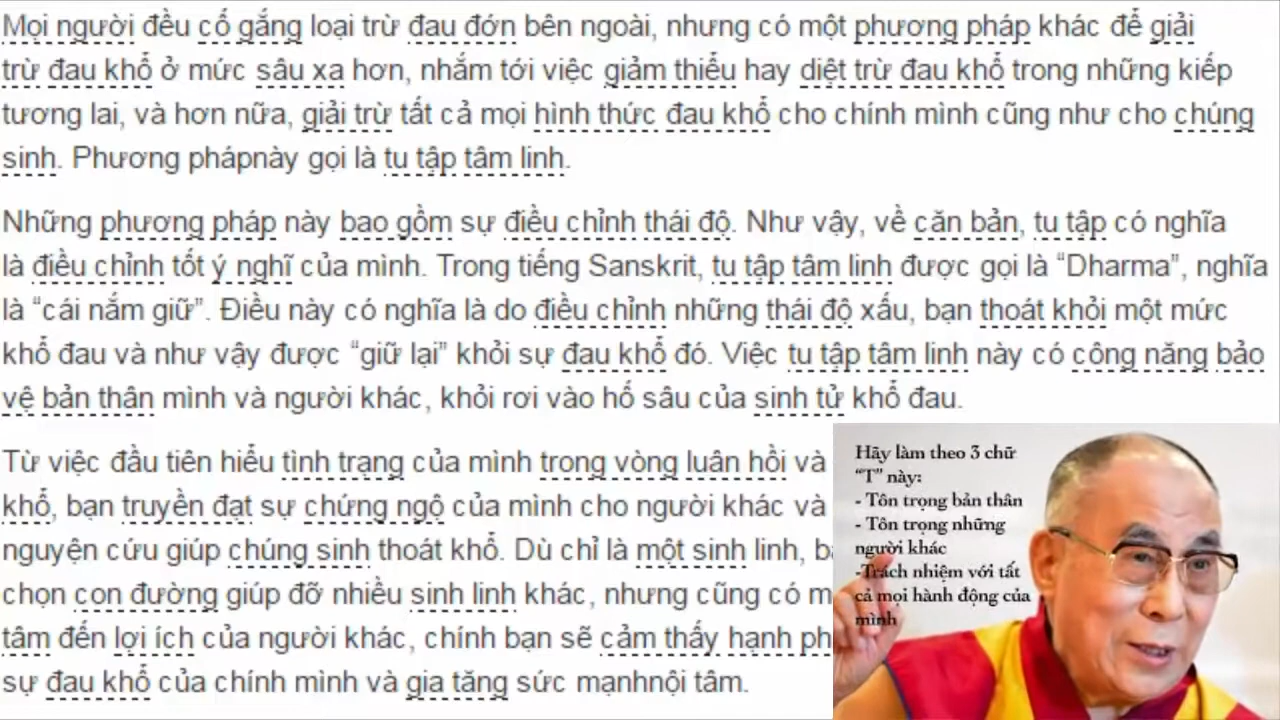 Mọi người đều cố gắng loại trừ đau đớn bên ngoài, nhưng có một phương pháp khác để giải
trừ đau khổ ở mức sâu xa hơn, nhắm tới việc giảm thiểu hay diệt trừ đau khổ trong những kiếp
tương lai, và hơn nữa, giải trừ tất cả mọi hình thức đau khổ cho chính mình cũng như cho chúng
sinh. Phương phápnày gọi là tu tập tâm linh.
Những phương pháp này bao gồm sự điều chỉnh thái độ. Như vậy, về căn bản, tu tập có nghĩa
là điều chỉnh tốt ý nghĩ của mình. Trong tiếng Sanskrit, tu tập tâm linh được gọi là “Dharma”, nghĩa
là “cái nắm giữ”. Điều này có nghĩa là do điều chỉnh những thái độ xấu, bạn thoát khỏi một mức
khổ đau và như vậy được “giữ lại” khỏi sự đau khổ đó. Việc tu tập tâm linh này có công năng bảo
vệ bản thân mình và người khác, khỏi rơi vào hố sâu của sinh tử khổ đau.
Từ việc đầu tiên hiểu tình trạng của mình trong vòng luân hồi và
khổ, bạn truyền đạt sự chứng ngộ của mình cho người khác và
nguyện cứu giúp chúng sinh thoát khổ. Dù chỉ là một sinh linh,
chọn con đường giúp đỡ nhiều sinh linh khác, nhưng cũng có
tâm đến lợi ích của người khác, chính bạn sẽ cảm thấy hạnh
sự đau khổ của chính mình và gia tăng sức mạnhnội tâm.
Hãy làm theo 3 chữ
“T” này:
- Tôn trọng bản thân
- Tôn trọng những
người khác
-Trách nhiệm với tất
cả mọi hành động của
mình